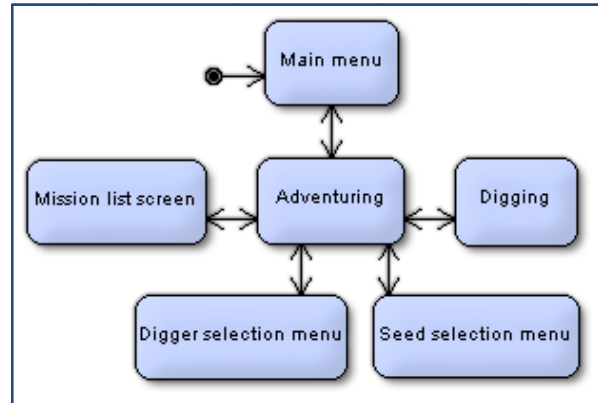 Main menu
Mission list screen
Adventuring
Digging
Digger selection menu
Seed selection menu